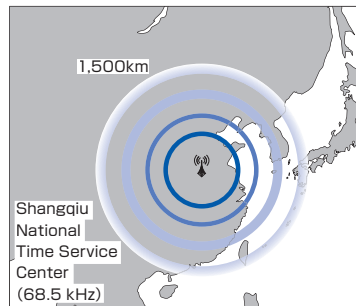 1,500km
Shangqiu
National
Time Service
Center
(68.5 kHz)